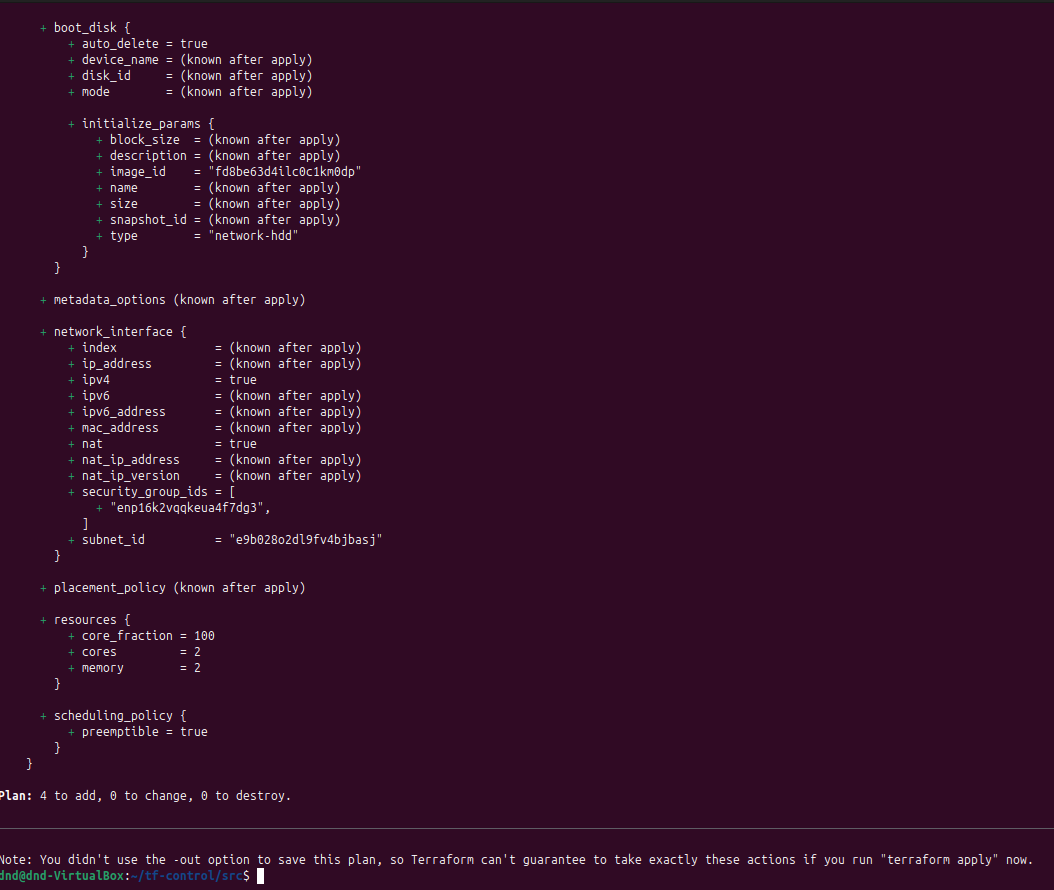 + boot_disk {
+ auto_delete = true
+ device_name = (known after apply)
+ disk_id     = (known after apply)
+ mode        = (known after apply)
+ initialize_params {
+ block_size  = (known after apply)
+ description = (known after apply)
+ image_id    = "fd8be63d4ilc0c1km0dp"
+ name        = (known after apply)
+ size        = (known after apply)
+ snapshot_id = (known after apply)
+ type        = "network-hdd"
}
}
+ metadata_options (known after apply)
+ network_interface {
+ index              = (known after apply)
+ ip_address         = (known after apply)
+ ipv4               = true
+ ipv6               = (known after apply)
+ ipv6_address       = (known after apply)
+ mac_address        = (known after apply)
+ nat                = true
+ nat_ip_address     = (known after apply)
+ nat_ip_version     = (known after apply)
+ security_group_ids = [
+ "enp16k2vqqkeua4f7dg3",
]
+ subnet_id          = "e9b028o2dl9fv4bjbasj"
}
+ placement_policy (known after apply)
+ resources {
+ core_fraction = 100
+ cores         = 2
+ memory        = 2
}
+ scheduling_policy {
+ preemptible = true
}
}
Plan: 4 to add, 0 to change, 0 to destroy.
Note: You didn't use the -out option to save this plan, so Terraform can't guarantee to take exactly these actions if you run "terraform apply" now.
dnd@dnd-VirtualBox:~/tf-control/src$